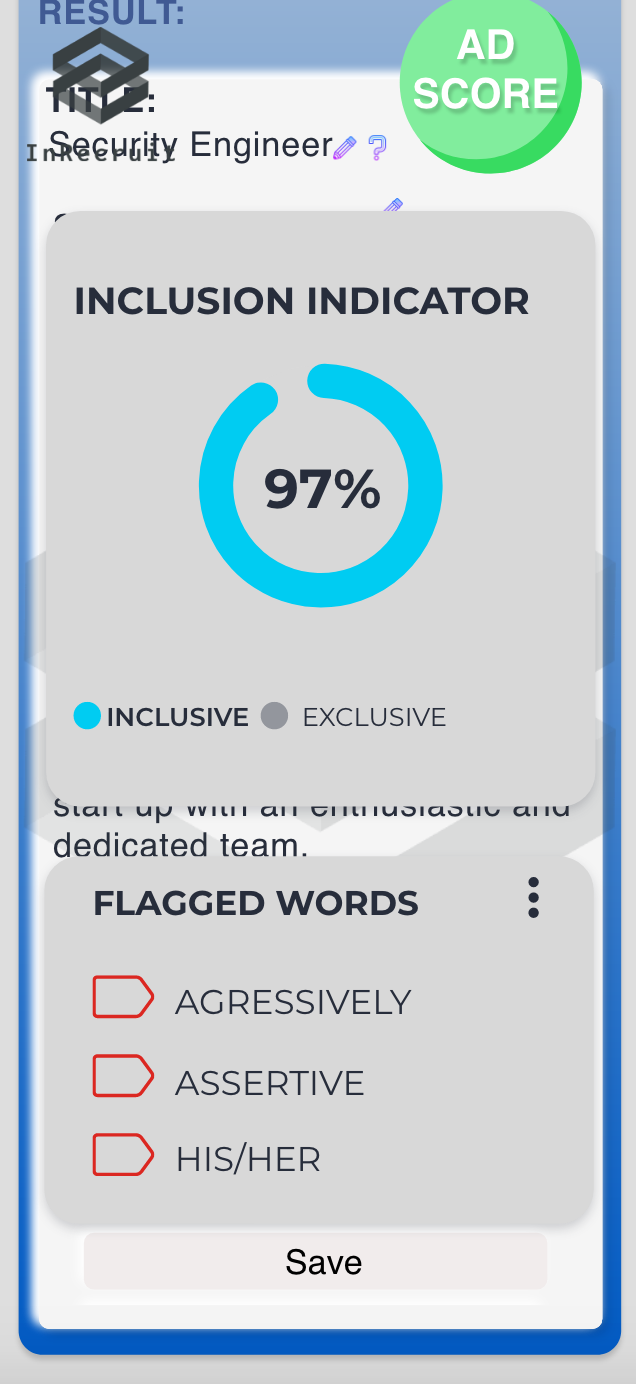 RESULT:
AD
SCORE
TITLE:
Security Engineer
InRecruit
INCLUSION INDICATOR
97%
INCLUSIVE EXCLUSIVE
start up with an enthusiastic and
dedicated team.
FLAGGED WORDS
AGRESSIVELY
ASSERTIVE
HIS/HER
Save